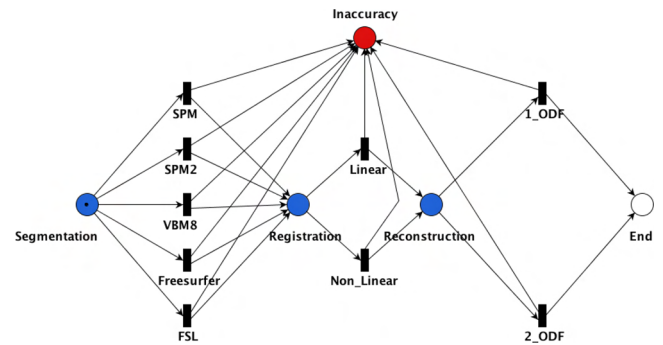 Inaccuracy
SPM
1_ODF
SPM2
Linear
VBM8
Segmentation
Registration
Reconstruction
End
Freesurfer
Non_Linear
FSL
2_ODF